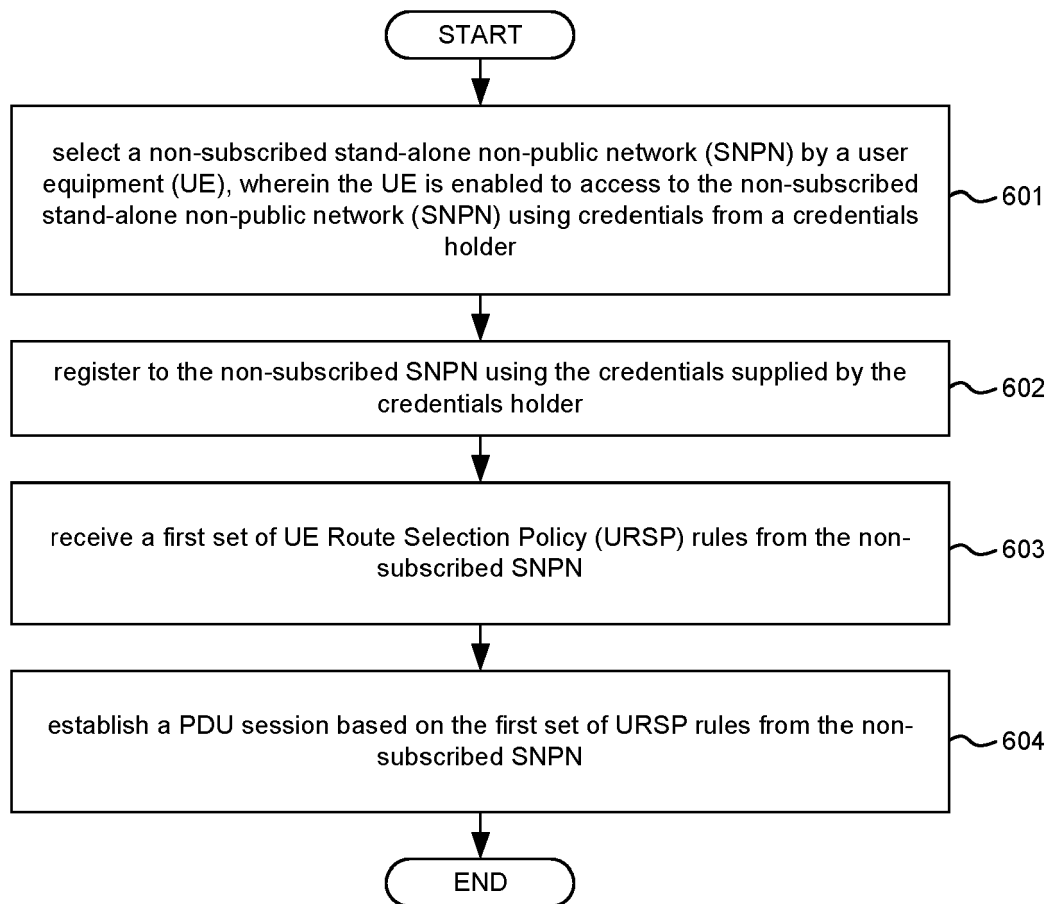 START
select a non-subscribed stand-alone non-public network (SNPN) by a user
equipment (UE), wherein the UE is enabled to access to the non-subscribed
stand-alone non-public network (SNPN) using credentials from a credentials
holder
601
register to the non-subscribed SNPN using the credentials supplied by the
credentials holder
602
receive a first set of UE Route Selection Policy (URSP) rules from the non-
subscribed SNPN
603
establish a PDU session based on the first set of URSP rules from the non-
subscribed SNPN
604
END